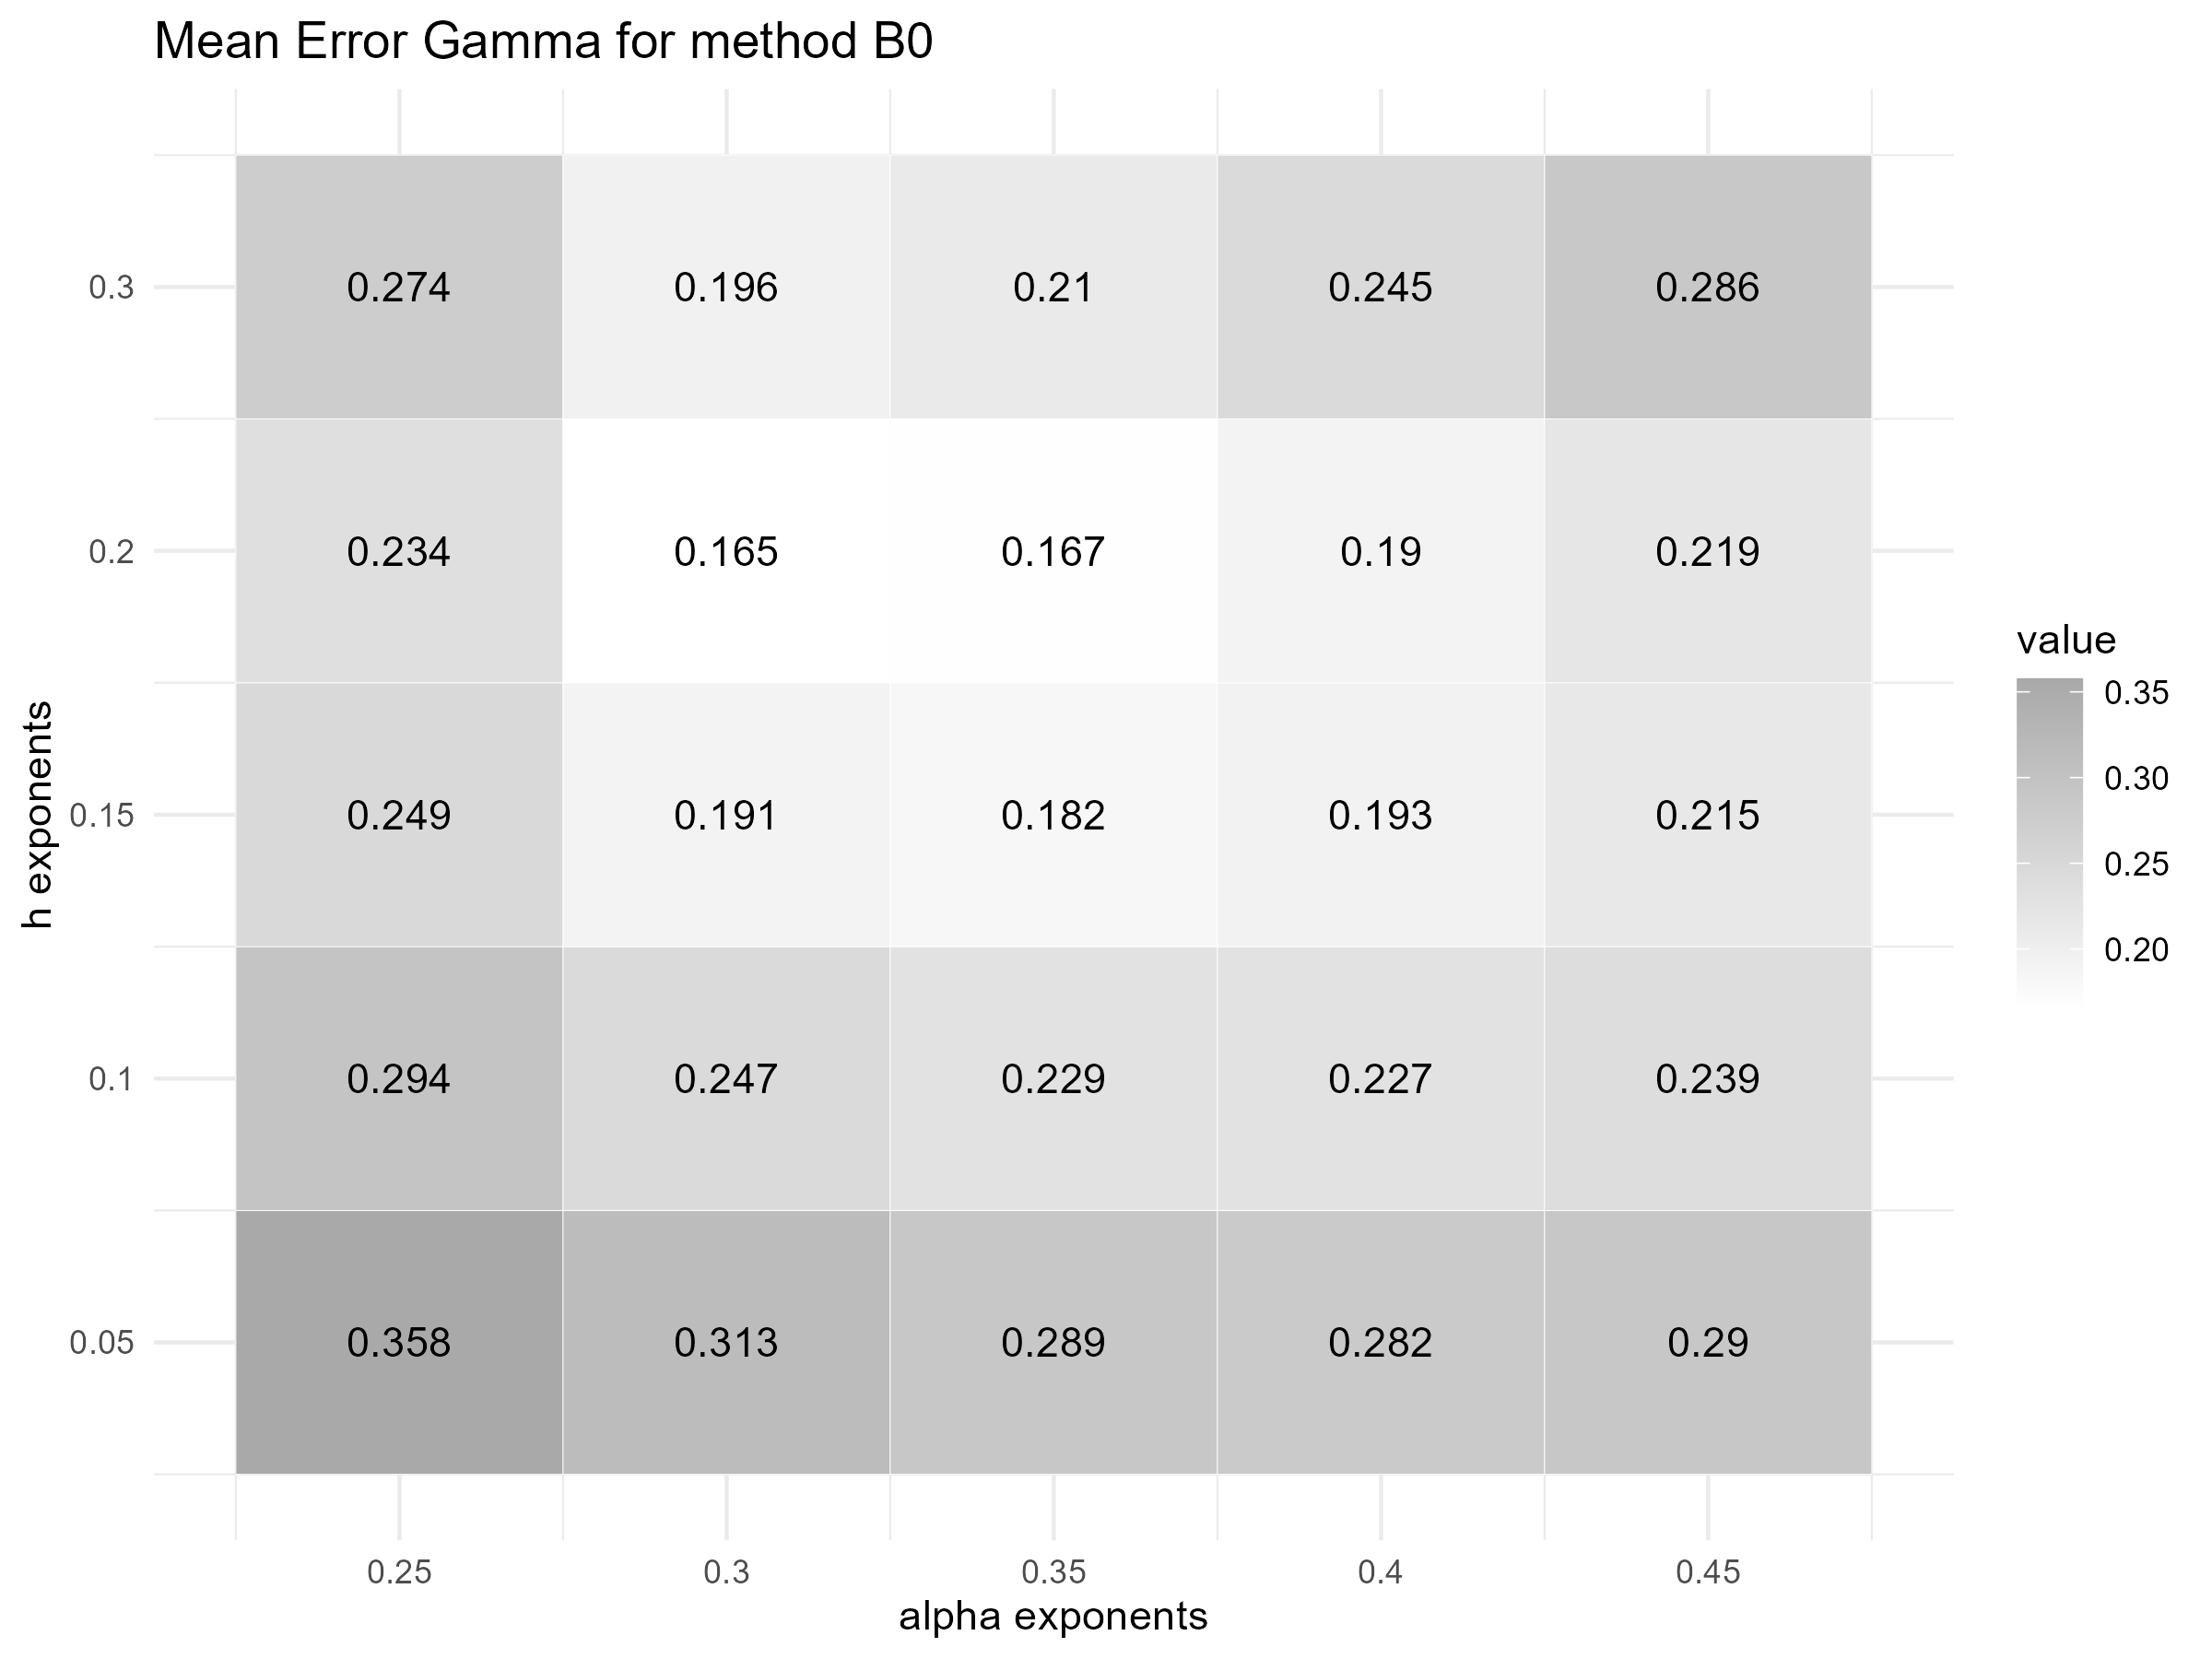 Mean Error Gamma for method B0
0.3 0.274 0.196 0.21 0.245 0.286
0.2 0.234 0.165 0.167 0.19 0.219
0.15 0.249 0.191 0.182 0.193 0.215
0.1 0.294 0.247 0.229 0.227 0.239
0.05 0.358 0.313 0.289 0.282 0.29
0.25 0.3 0.35 0.4 0.45
alpha exponents
h exponents
value
0.35
0.30
0.25
0.20